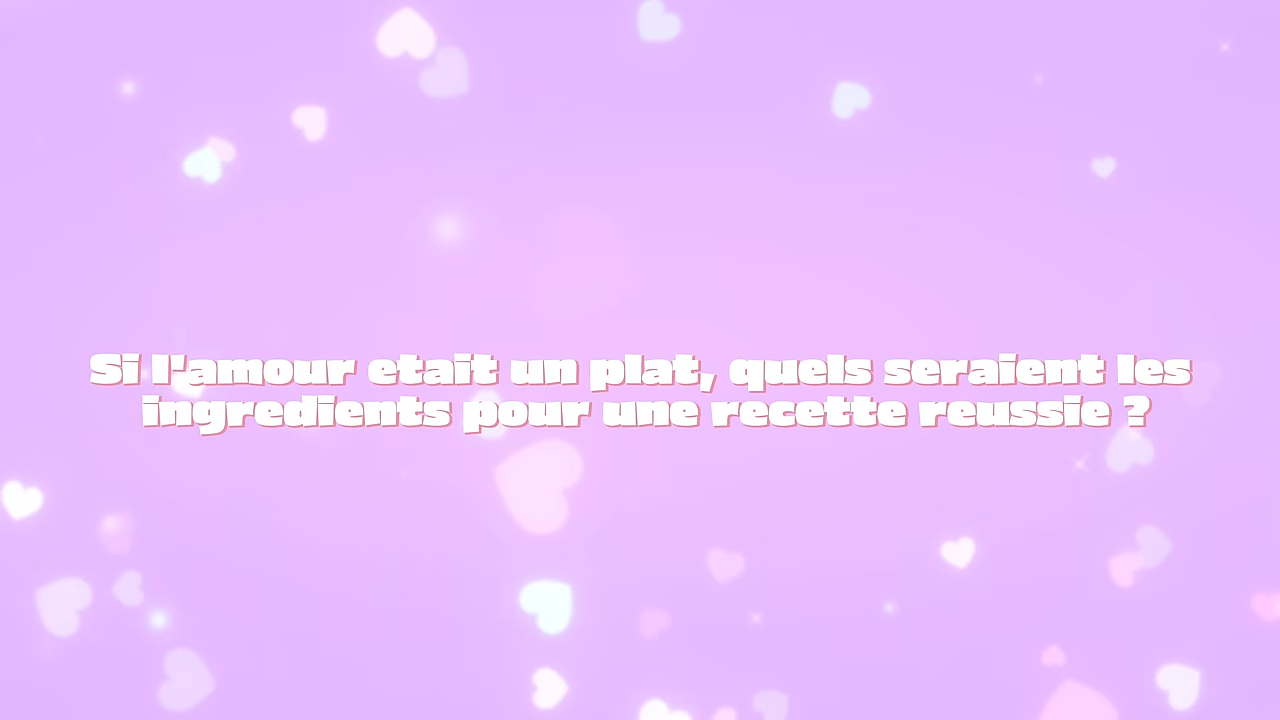 Si l'amour etait un plat, quels seraient les
ingredients pour une recette reussie ?